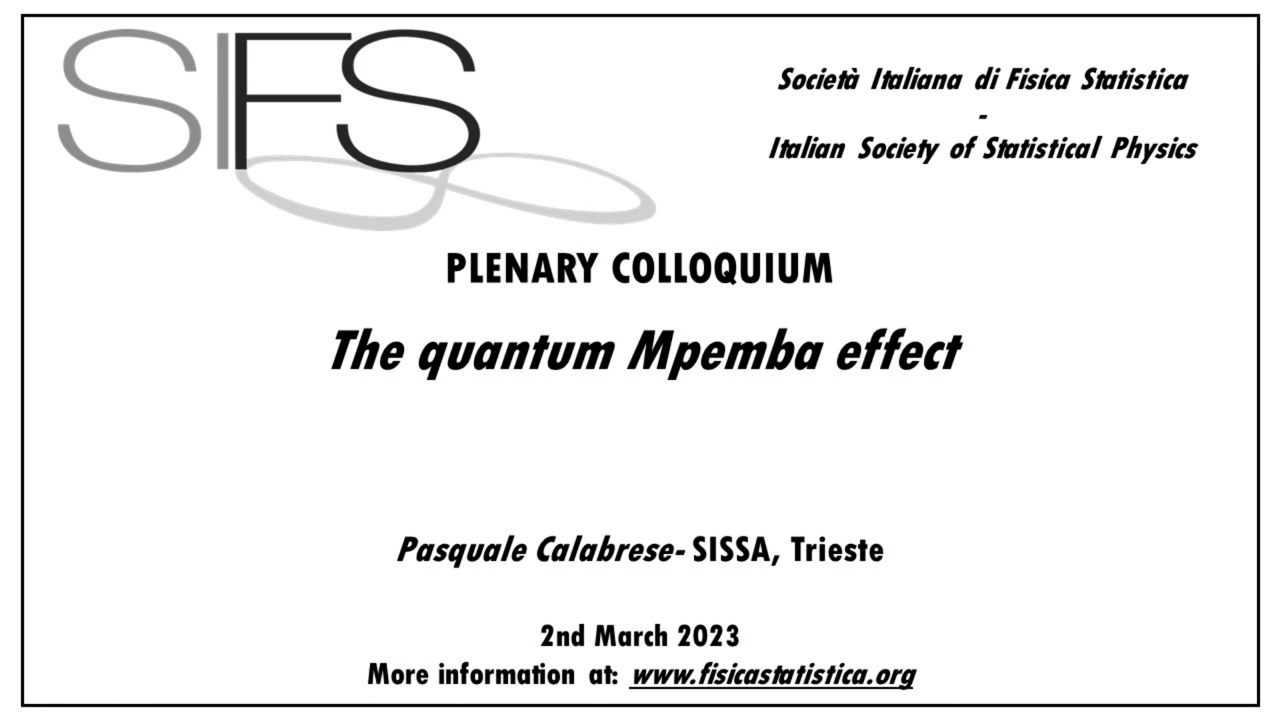 SIFS
Società Italiana di Fisica Statistica
-
Italian Society of Statistical Physics
PLENARY COLLOQUIUM
The quantum Mpemba effect
Pasquale Calabrese- SISSA, Trieste
2nd March 2023
More information at: www.fisicastatistica.org